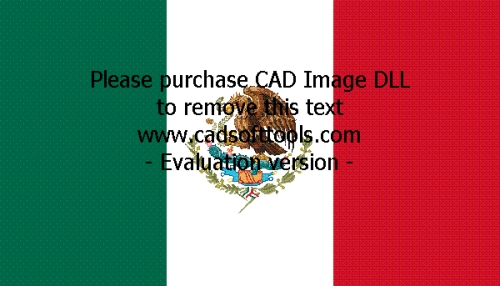 Please purchase CAD Image DLL
to remove this text
www.cadsofttools.com
- Evaluation version -